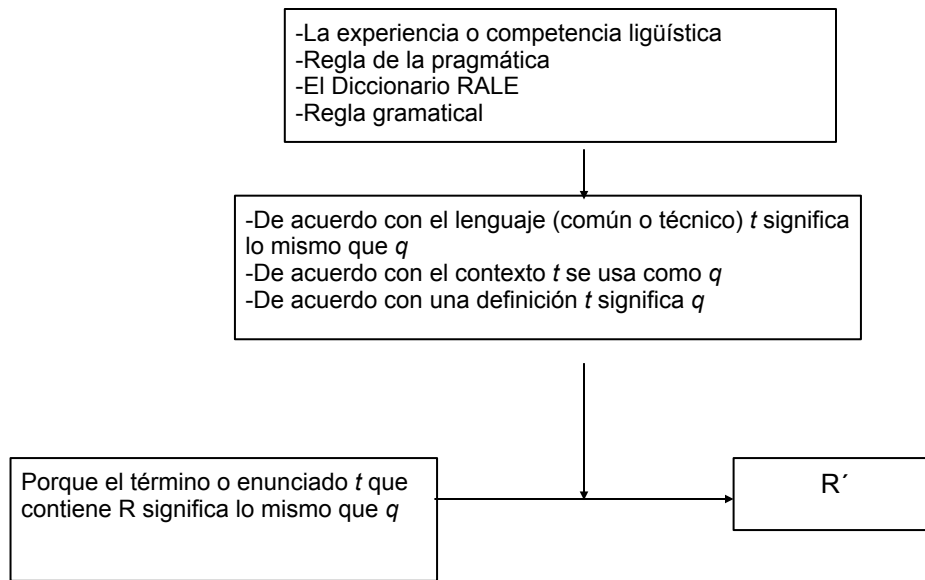 -La experiencia o competencia ligüística
-Regla de la pragmática
-El Diccionario RALE
-Regla gramatical
-De acuerdo con el lenguaje (común o técnico) t significa
lo mismo que q
-De acuerdo con el contexto t se usa como q
-De acuerdo con una definición t significa q
Porque el término o enunciado t que
contiene R significa lo mismo que q
R´